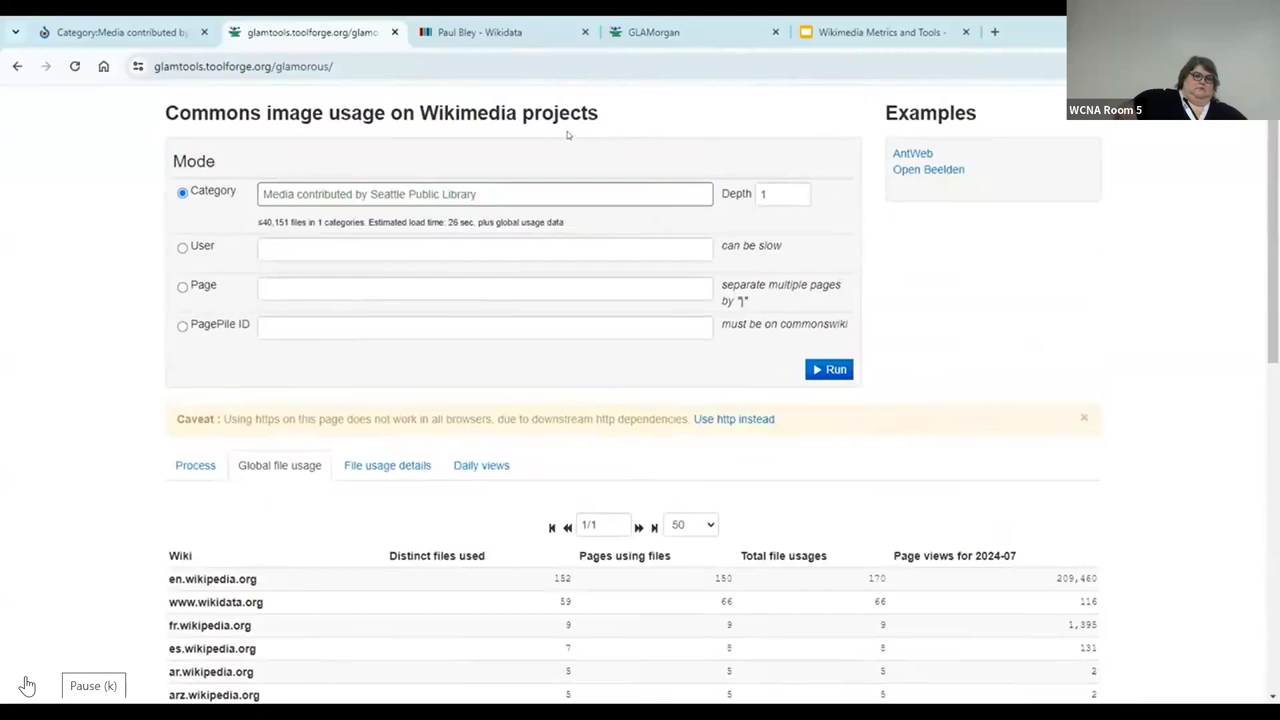 Category:Media contributed by
glamtools.toolforge.org/glamo
Paul Bley - Wikidata
GLAMorgan
Wikimedia Metrics and Tools -
glamtools.toolforge.org/glamorous/
WCNA Room 5
Commons image usage on Wikimedia projects
Examples
Mode
AntWeb
Open Beelden
Category
Media contributed by Seattle Public Library
Depth
1
≤40,151 files in 1 categories. Estimated load time: 26 sec, plus global usage data
User
can be slow
Page
separate multiple pages
by "|"
PagePile ID
must be on commonswiki
Run
Caveat : Using https on this page does not work in all browsers, due to downstream http dependencies. Use http instead
Process Global file usage File usage details Daily views
1/1 50
Wiki Distinct files used Pages using files Total file usages Page views for 2024-07
en.wikipedia.org 152 150 170 209,460
www.wikidata.org 59 66 66 116
fr.wikipedia.org 9 9 9 1,395
es.wikipedia.org 7 8 8 131
ar.wikipedia.org 5 5 5 2
arz.wikipedia.org 5 5 5 2
Pause (k)